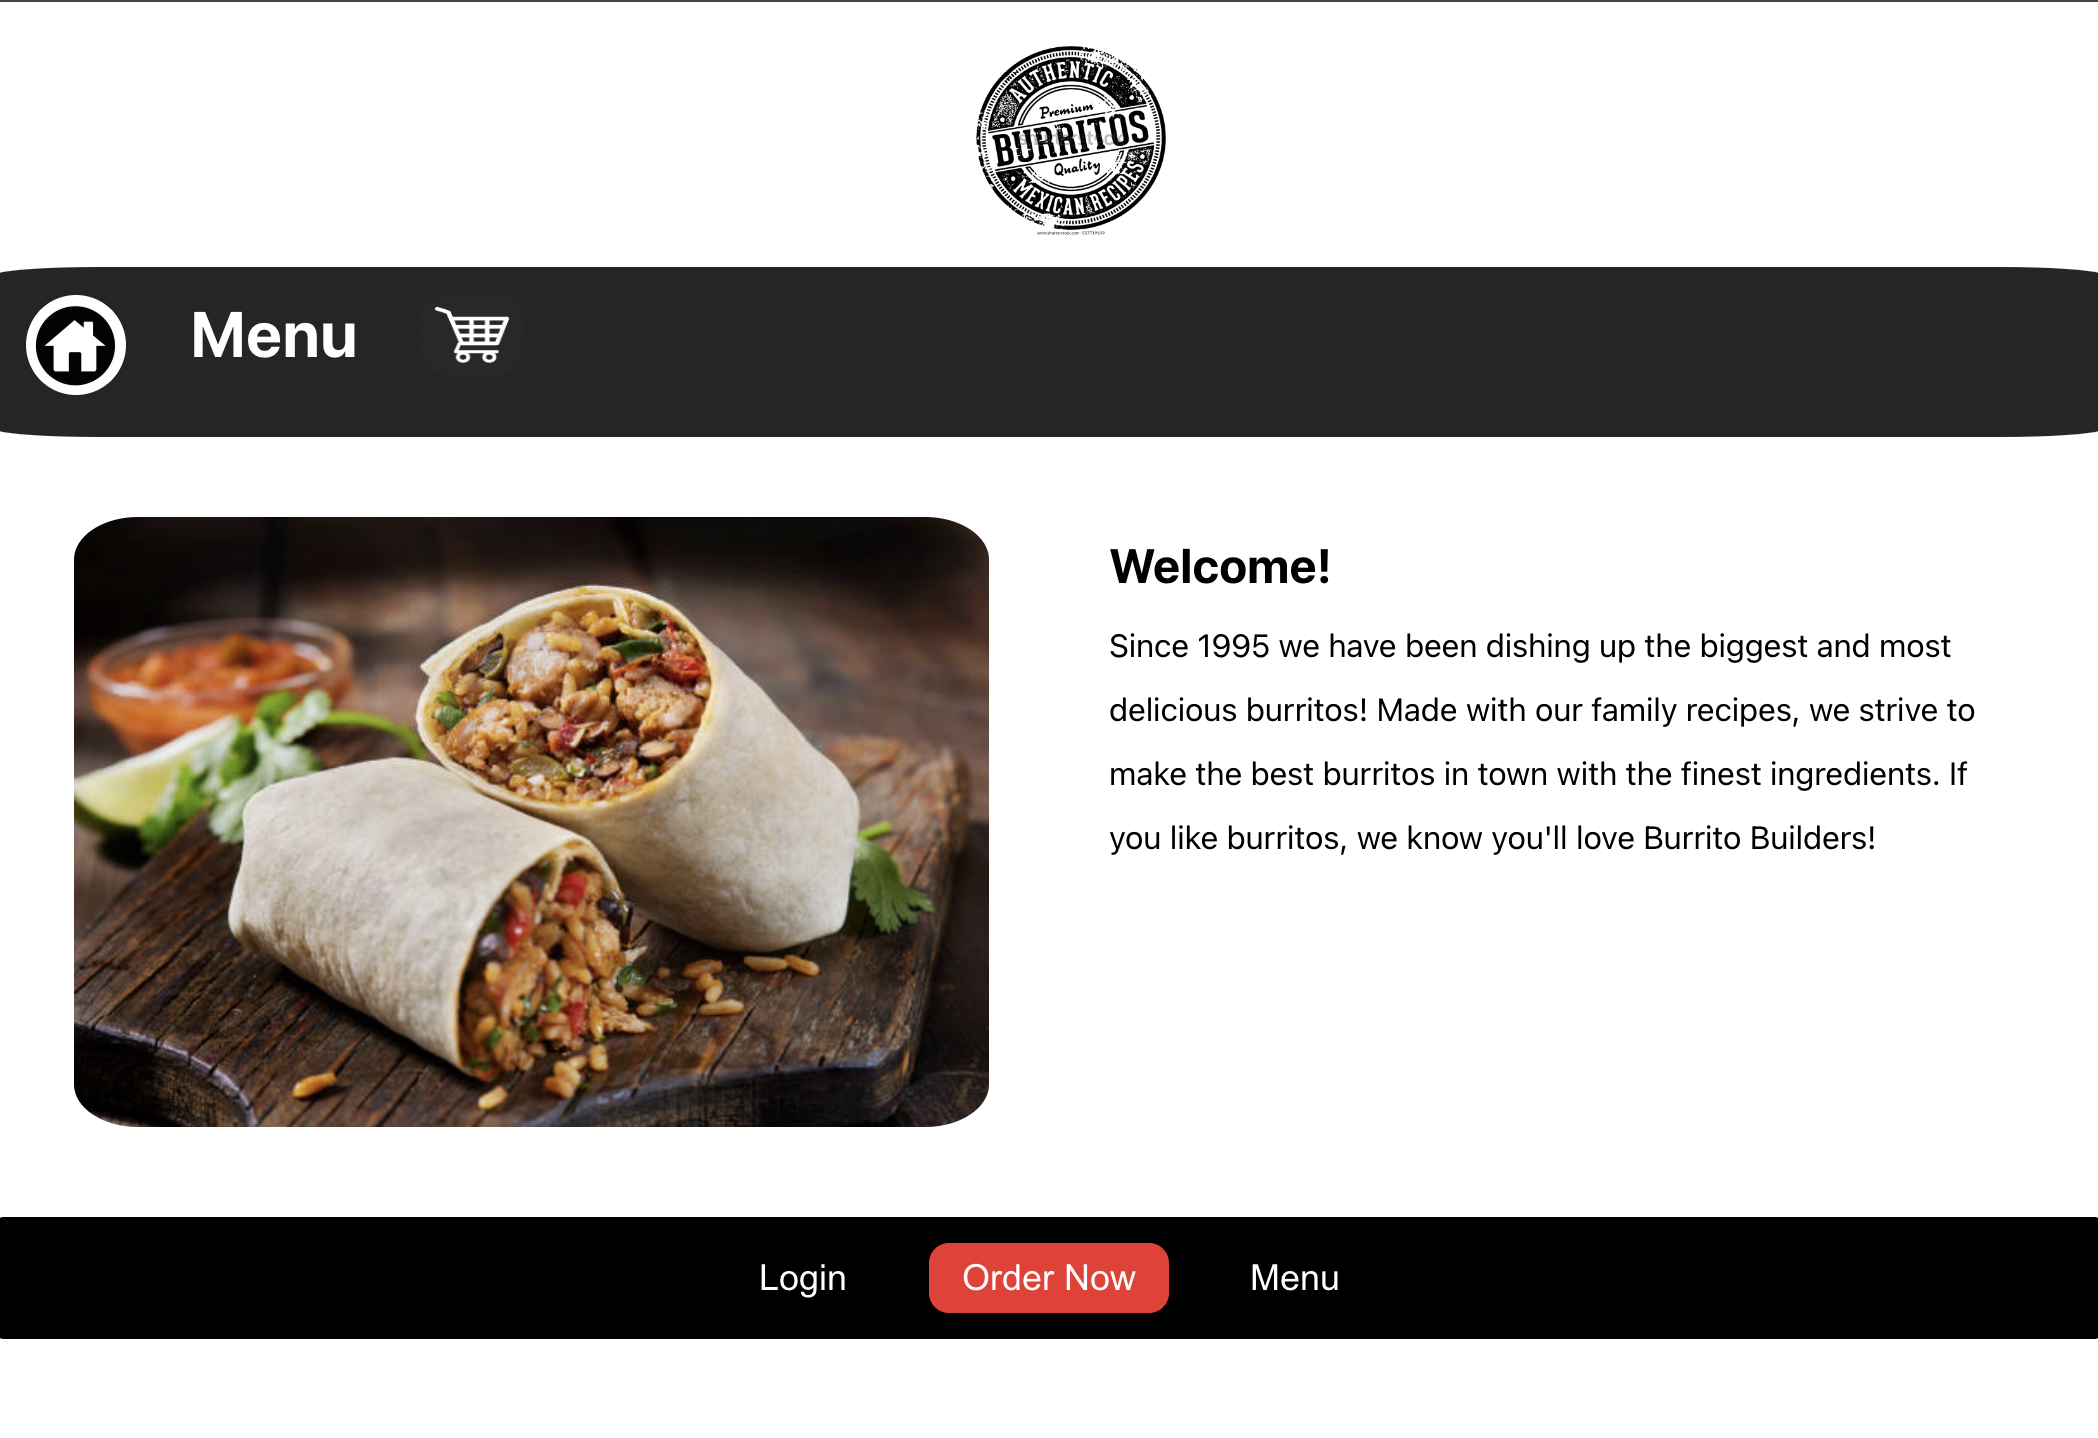 AUTHENTIC
Premium
BURRITOS
Quality
MEXICAN RECIPES
Menu
Welcome!
Since 1995 we have been dishing up the biggest and most
delicious burritos! Made with our family recipes, we strive to
make the best burritos in town with the finest ingredients. If
you like burritos, we know you'll love Burrito Builders!
Login
Order Now
Menu